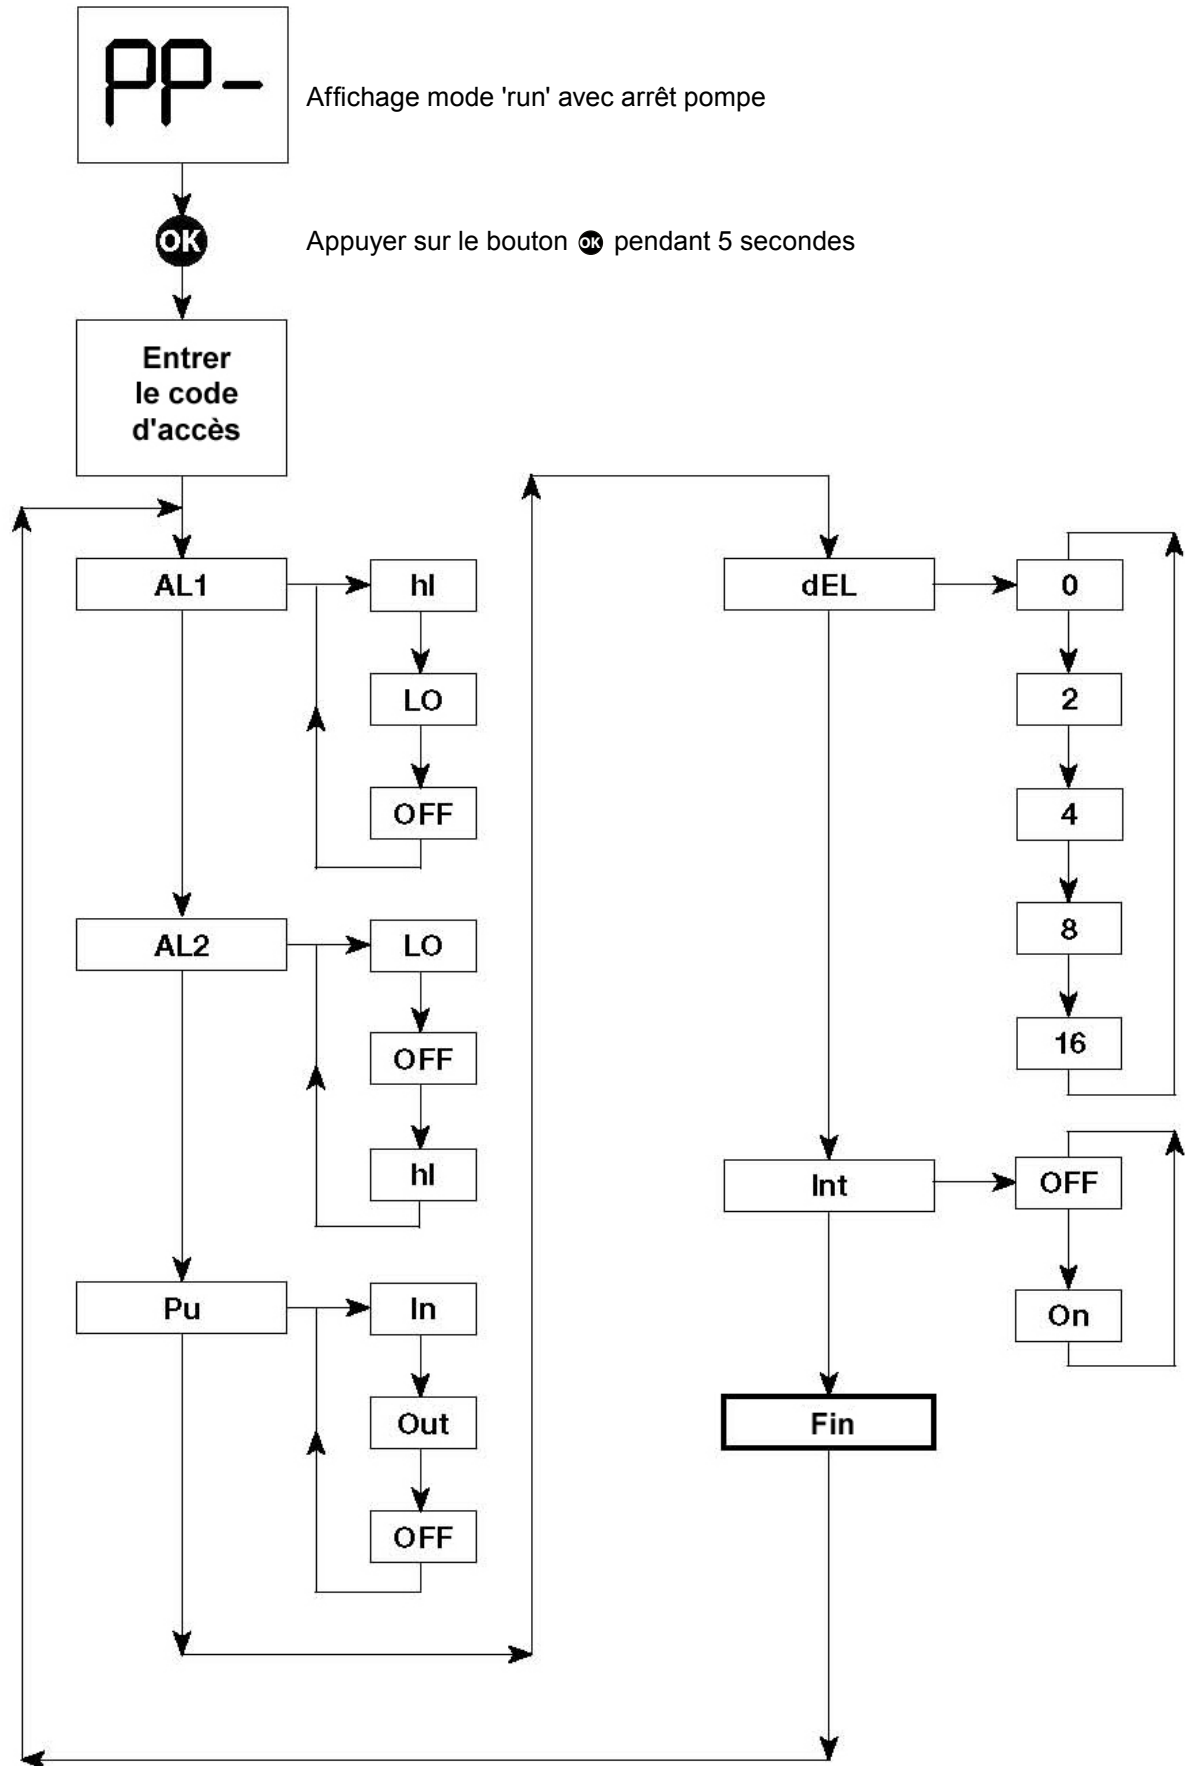 PP-
Affichage mode 'run' avec arrêt pompe
OK
Appuyer sur le bouton OK pendant 5 secondes
Entrer
le code
d'accès
AL1
hI
LO
OFF
AL2
LO
OFF
hI
Pu
In
Out
OFF
dEL
0
2
4
8
16
Int
OFF
On
Fin